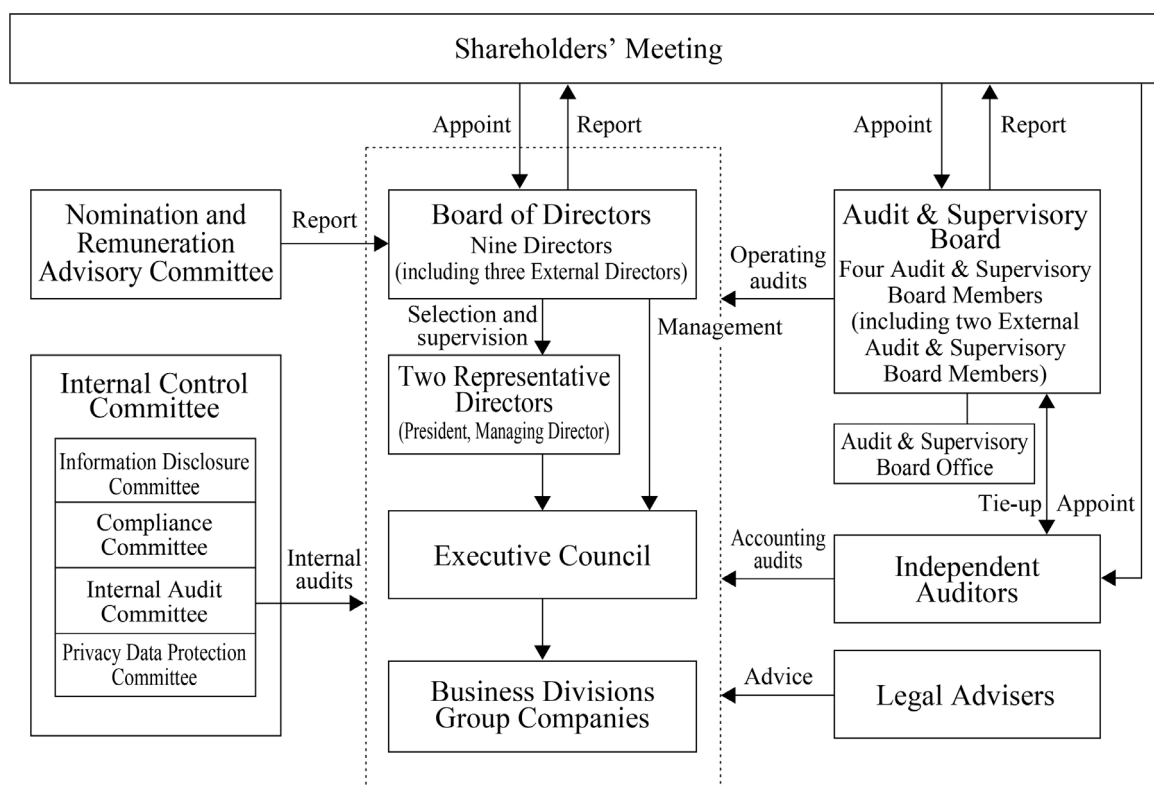 Shareholders’ Meeting
Appoint
Report
Appoint
Report
Nomination and
Remuneration
Advisory Committee
Report
Board of Directors
Nine Directors
(including three External Directors)
Operating
audits
Audit & Supervisory
Board
Four Audit & Supervisory
Board Members
(including two External
Audit & Supervisory
Board Members)
Selection and
supervision
Management
Internal Control
Committee
Two Representative
Directors
(President, Managing Director)
Audit & Supervisory
Board Office
Information Disclosure
Committee
Compliance
Committee
Internal Audit
Committee
Privacy Data Protection
Committee
Internal
audits
Executive Council
Tie-up
Appoint
Accounting
audits
Independent
Auditors
Business Divisions
Group Companies
Advice
Legal Advisers